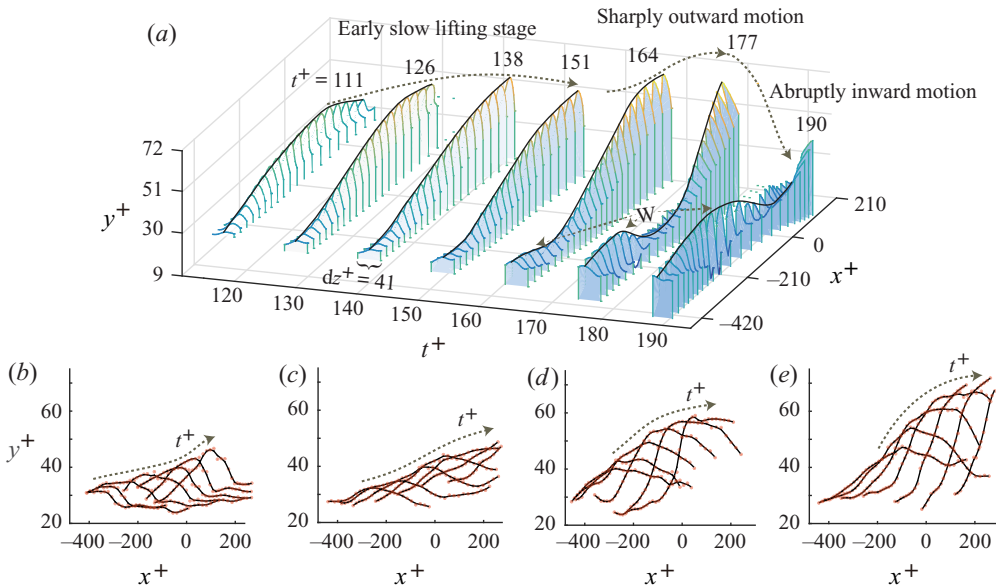 Sharply outward motion
(a)
Early slow lifting stage
177
164
138
151
126
t+ = 111
Abruptly inward motion
190
72
51
30
9
y+
W
210
0
–210
–420
x+
dz+ = 41
120
130
140
150
160
170
180
190
t+
(b)
(c)
(d)
(e)
y+
60
40
20
t+
–400
–200
0
200
x+
60
40
20
t+
–400
–200
0
200
x+
60
40
20
t+
–400
–200
0
200
x+
60
40
20
t+
–400
–200
0
200
x+